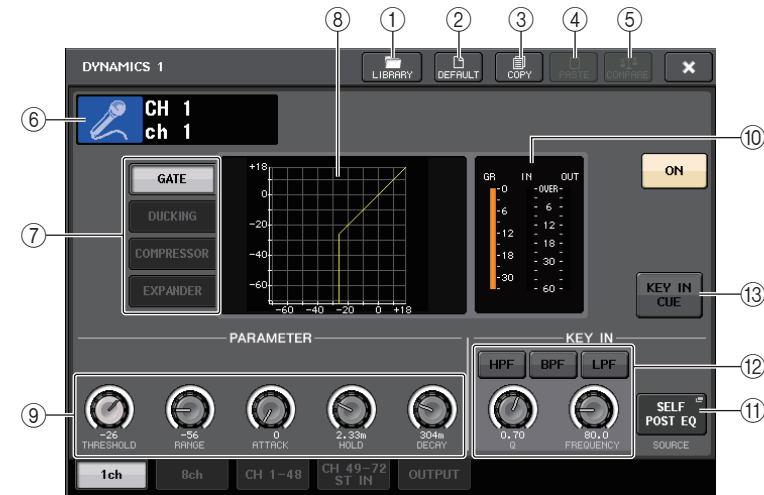 ① ② ③ ④ ⑤ ⑧
DYNAMICS 1 LIBRARY DEFAULT COPY PASTE COMPARE ×
⑥ CH 1
ch 1
⑦ ⑩ ⑬ ⑫ ⑪ ⑨
GATE
DUCKING
COMPRESSOR
EXPANDER
+18
0
-20
-40
-60
-60 -40 -20 0 +18
GR IN OUT
-0 -OVER-
-6 - 6 -
-12 - 12 -
- 18 -
-18 - 30 -
-30
- 60 -
ON
KEY IN
CUE
PARAMETER
-26 -56 0 2.33m 304m
THRESHOLD RANGE ATTACK HOLD DECAY
KEY IN
HPF BPF LPF
0.70 80.0
Q FREQUENCY
SELF
POST EQ
SOURCE
1ch 8ch CH 1-48 CH 49-72
ST IN OUTPUT